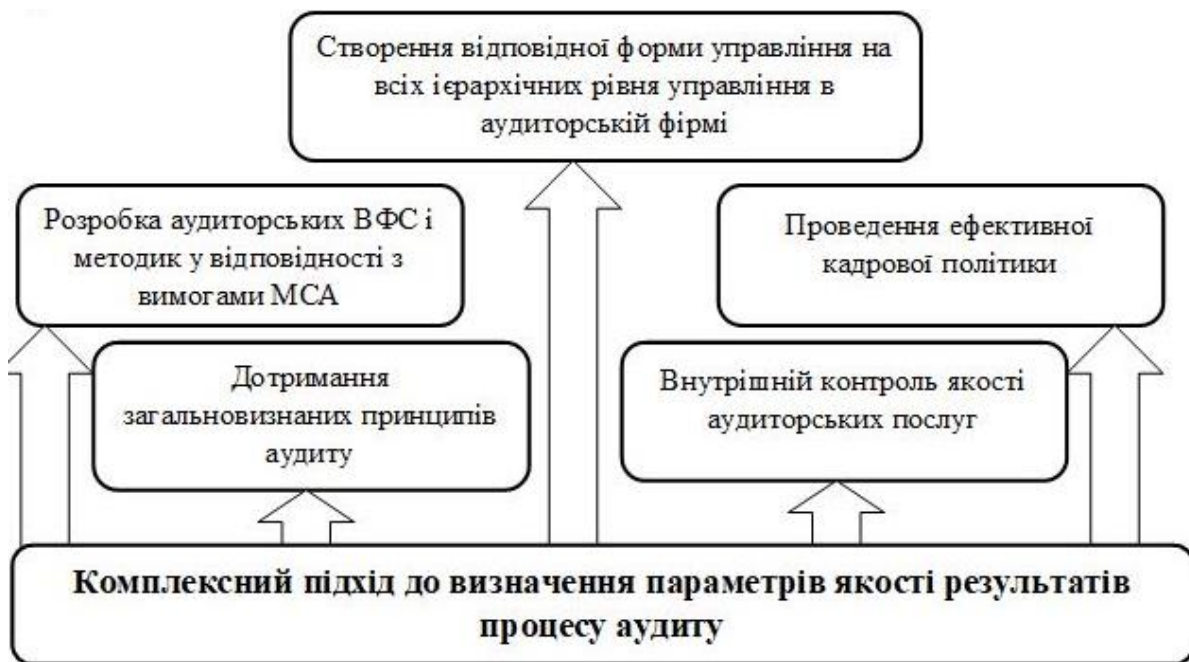 Створення відповідної форми управління на
всіх ієрархічних рівня управління в
аудиторській фірмі
Розробка аудиторських ВФС і
методик у відповідності з
вимогами МСА
Проведення ефективної
кадрової політики
Дотримання
загальновизнаних принципів
аудиту
Внутрішній контроль якості
аудиторських послуг
Комплексний підхід до визначення параметрів якості результатів
процесу аудиту